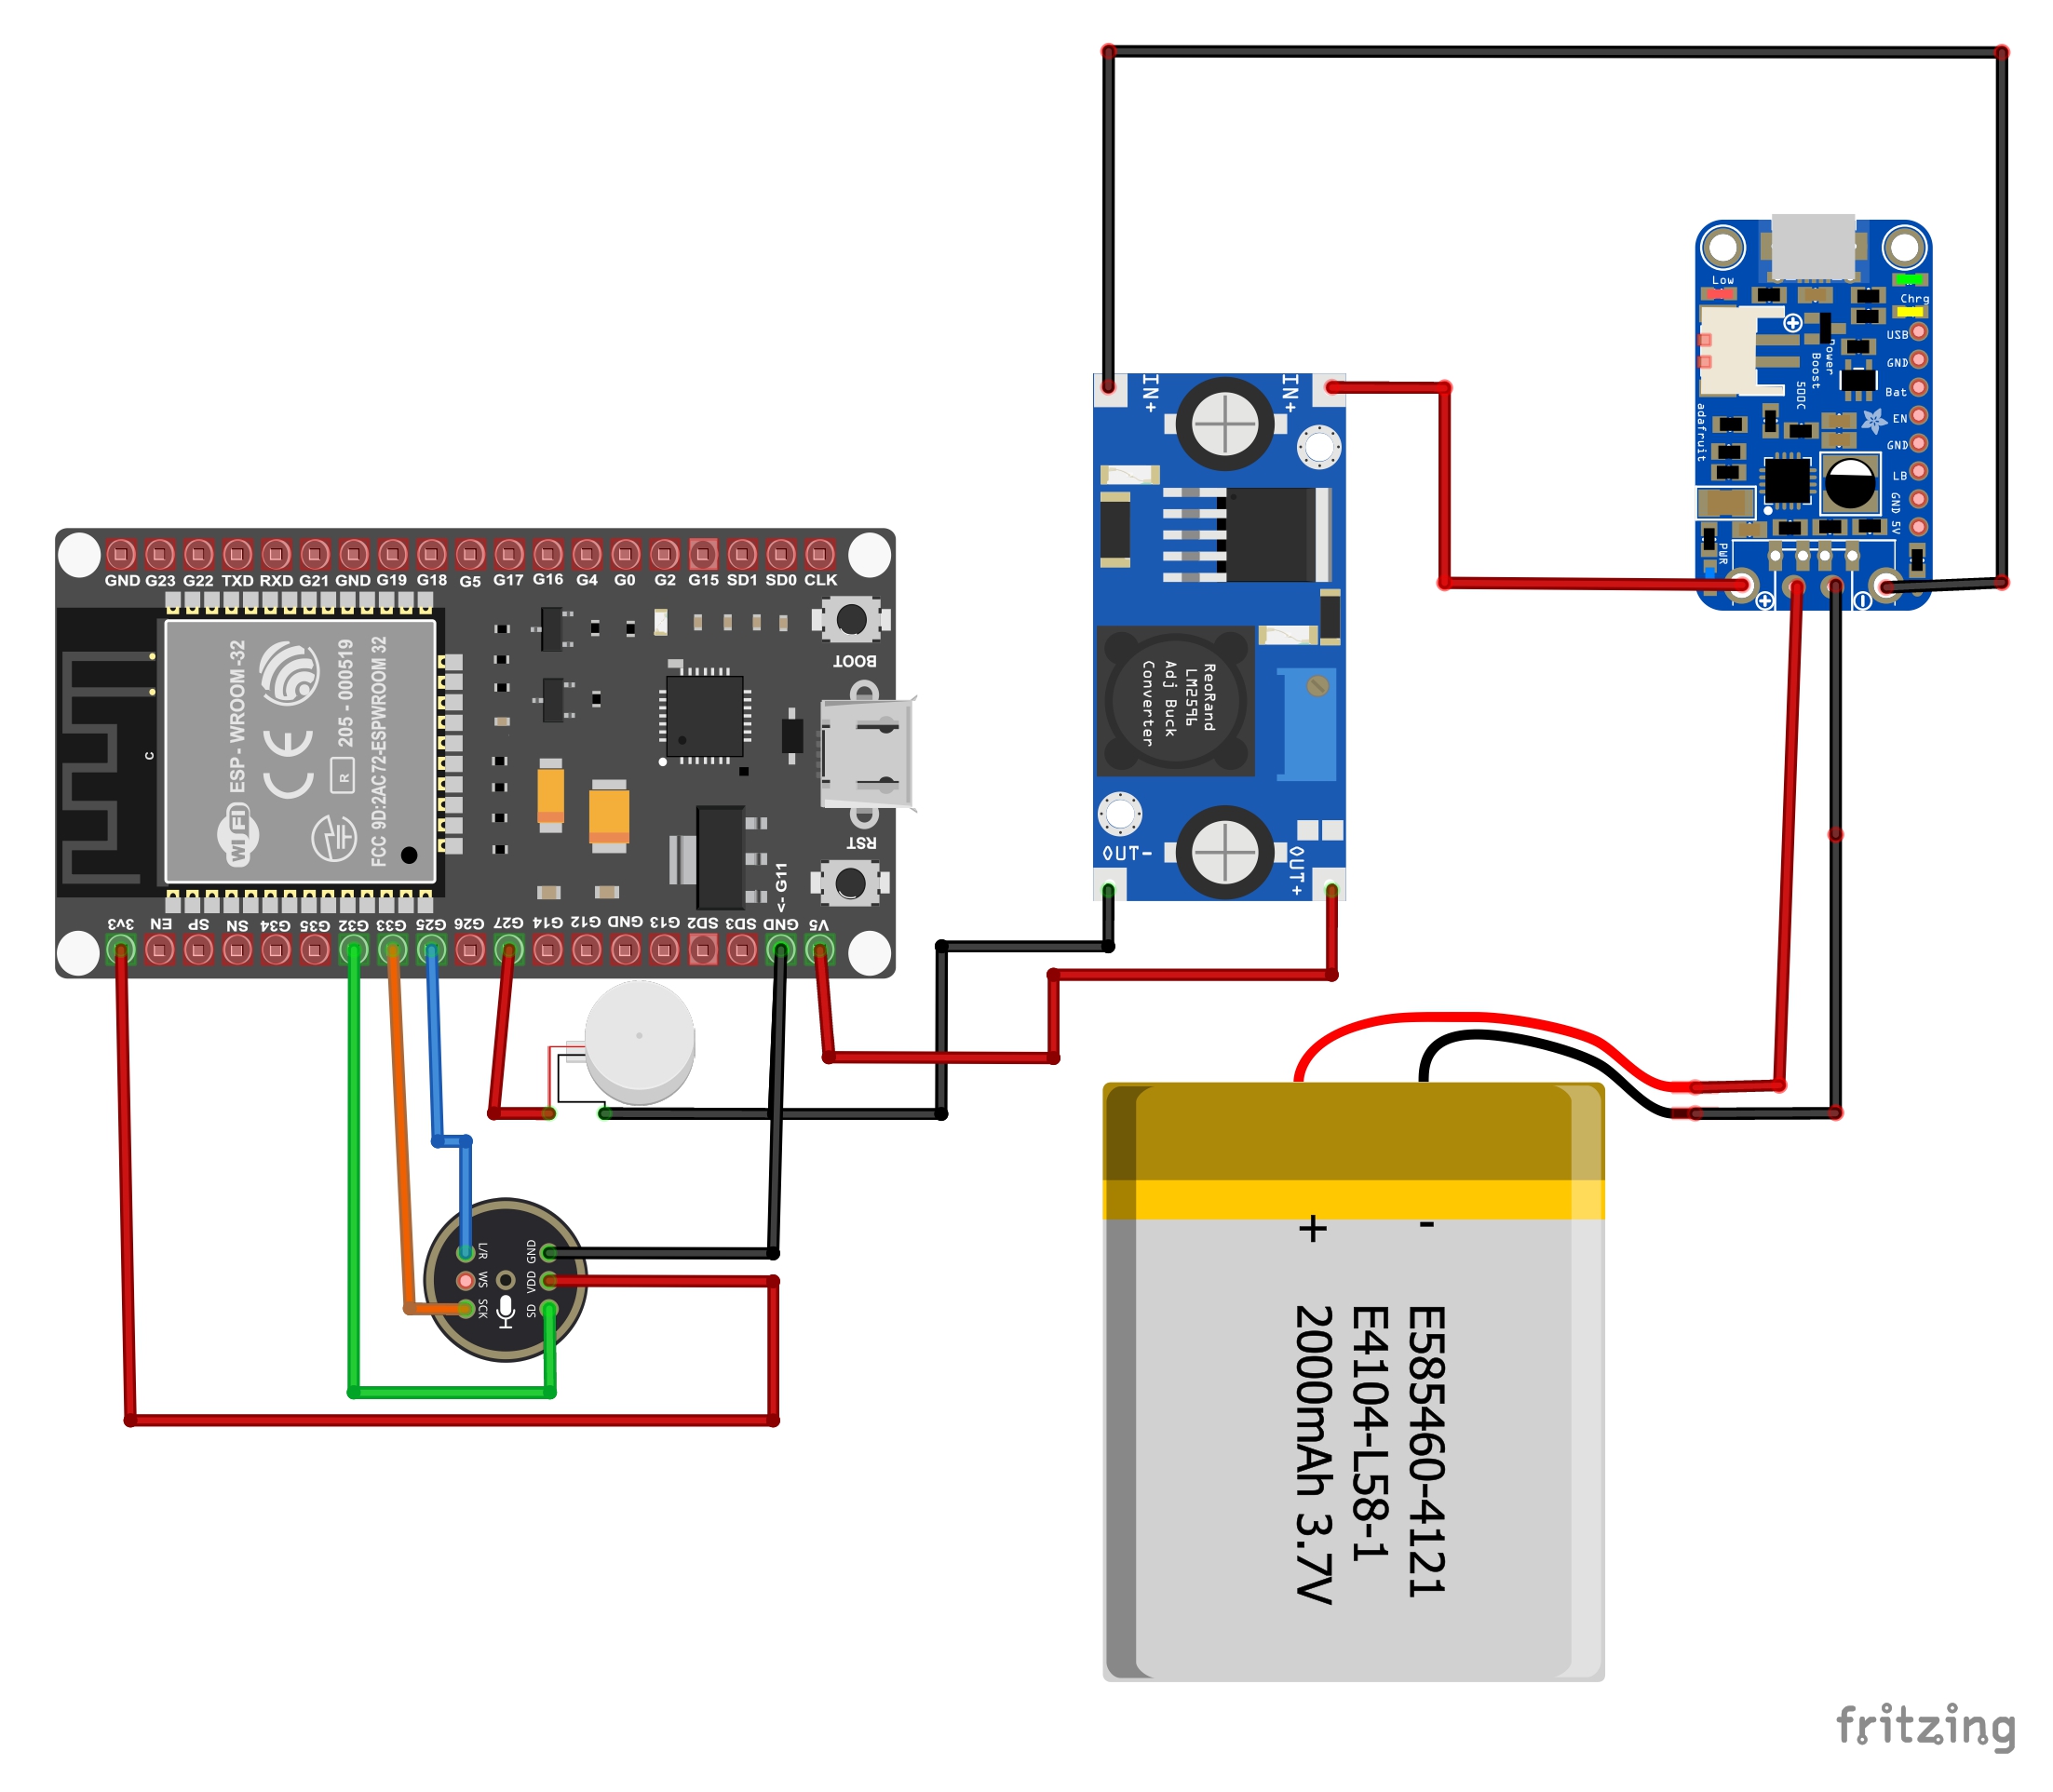 GND G23 G22 TXD RXD G21 GND G19 G18 G5 G17 G16 G4 G0 G2 G15 SD1 SD0 CLK
BOOT
ESP - WROOM-32
WiFi
CE
R
205 - 000519
FCC 9D:2AC72-ESPWROOM 32
C
RST
<- G11
3v3 EN SP SN G34 G35 G32 G33 G25 G26 G27 G14 G12 GND G13 SD2 SD3 GND V5
L/R
WS
SCK
GND
VDD
SD
IN+
IN+
ReoRand
LM2596
Adj Buck
Converter
OUT-
OUT+
Low
Chrg
USB
GND
Bat
EN
GND
LB
GND
5V
Power
Boost
500C
adafruit
PWR
+
-
E585460-4121
E4104-L58-1
2000mAh 3.7V
fritzing